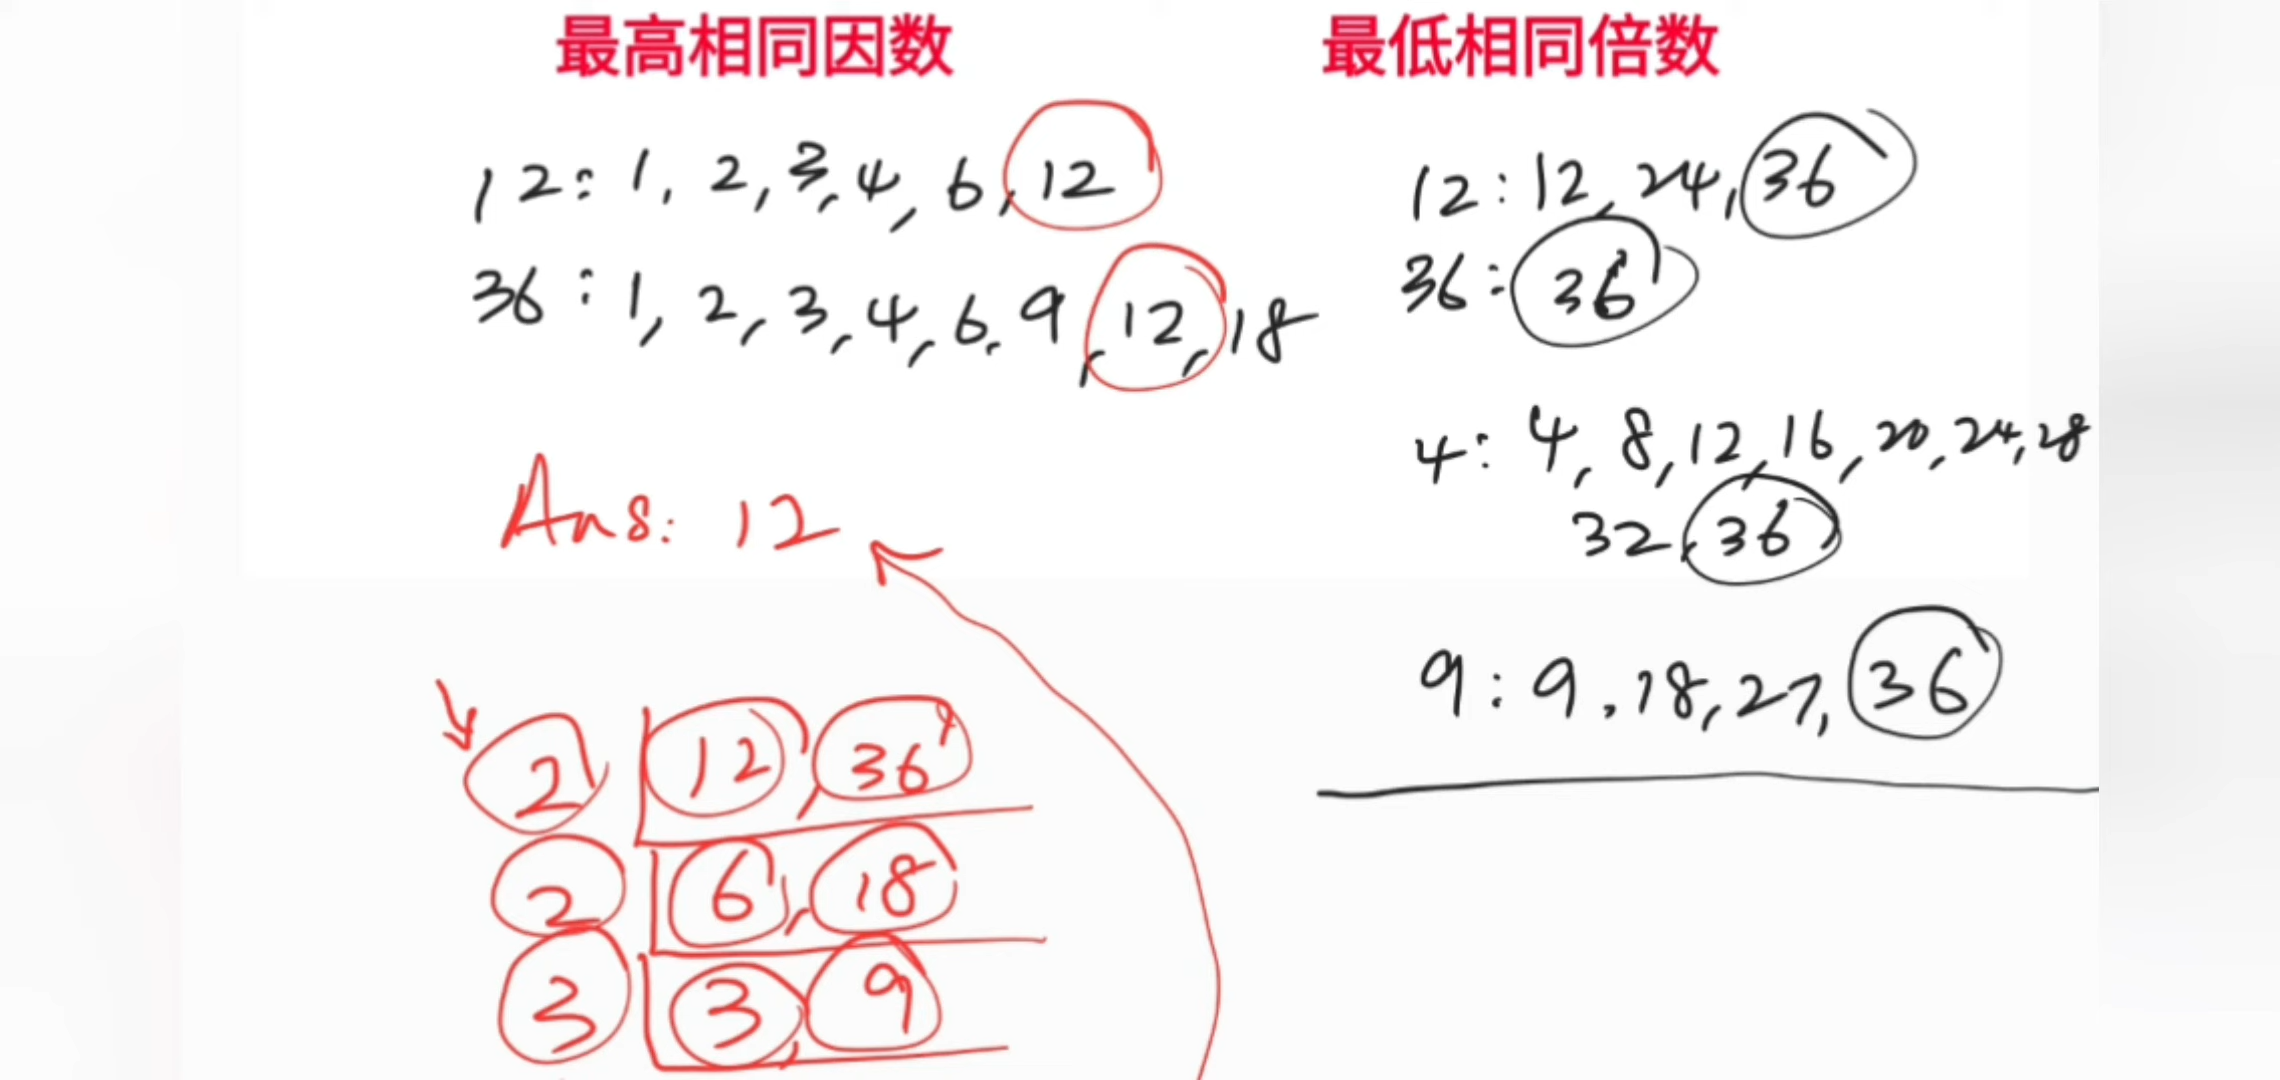 最高相同因数
12: 1, 2, 3, 4, 6, 12
36: 1, 2, 3, 4, 6. 9, 12, 18
Ans: 12
2 12, 36
2 6, 18
3 3, 9
最低相同倍数
12: 12, 24, 36
36: 36
4: 4, 8, 12, 16, 20, 24, 28
32, 36
9: 9. 18, 27, 36